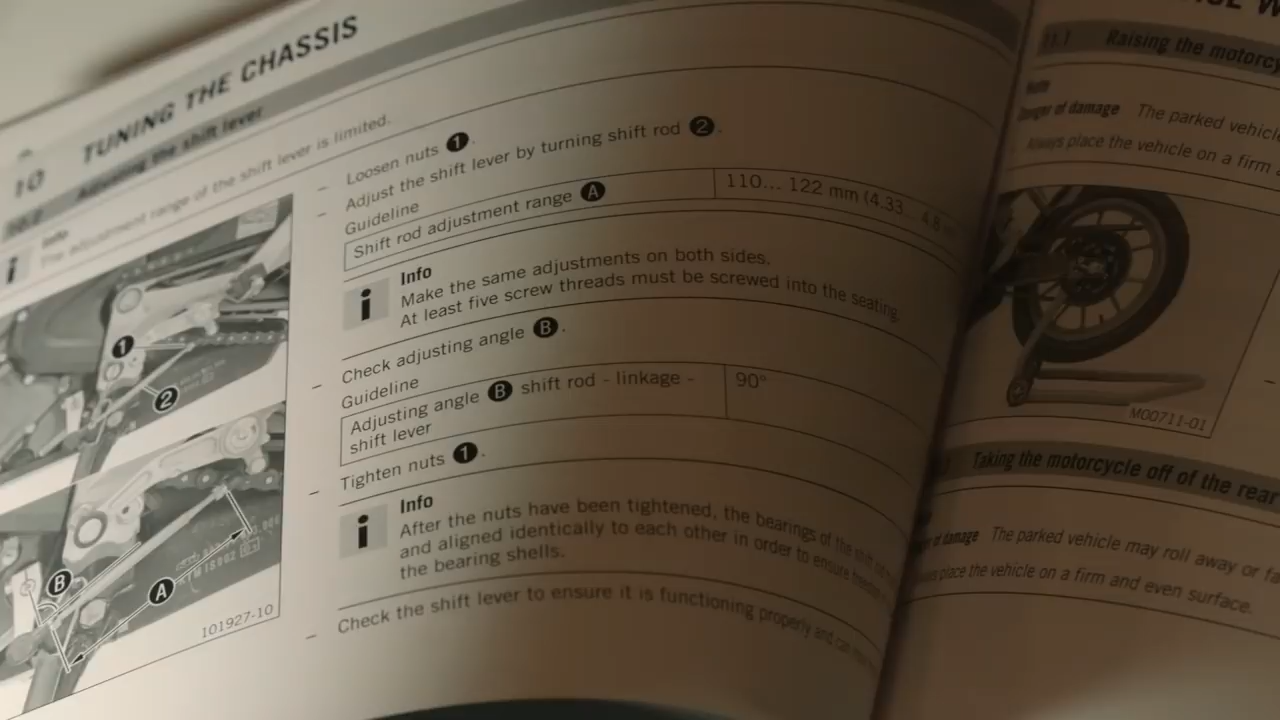 10 TUNING THE CHASSIS
Adjusting the shift lever
Info
The adjustment range of the shift lever is limited.
1
2
B
A
101927-10
– Loosen nuts 1.
– Adjust the shift lever by turning shift rod 2.
Guideline
Shift rod adjustment range A 110… 122 mm (4.33…
Info
Make the same adjustments on both sides.
At least five screw threads must be screwed into the seating.
– Check adjusting angle B.
Guideline
Adjusting angle B shift rod - linkage - 90°
shift lever
– Tighten nuts 1.
Info
After the nuts have been tightened, the bearings of the shift
and aligned identically to each other in order to ensure
the bearing shells.
– Check the shift lever to ensure it is functioning properly and can
11.1 Raising the
Note
Danger of damage The parked
Always place the vehicle on a firm
M00711-01
Taking the motorcycle off of the rear
damage The parked vehicle may roll away or
place the vehicle on a firm and even surface.